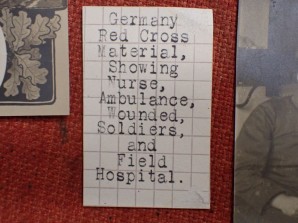 Germany
Red Cross
Material,
Showing
Nurse,
Ambulance,
Wounded,
Soldiers,
and
Field
Hospital.